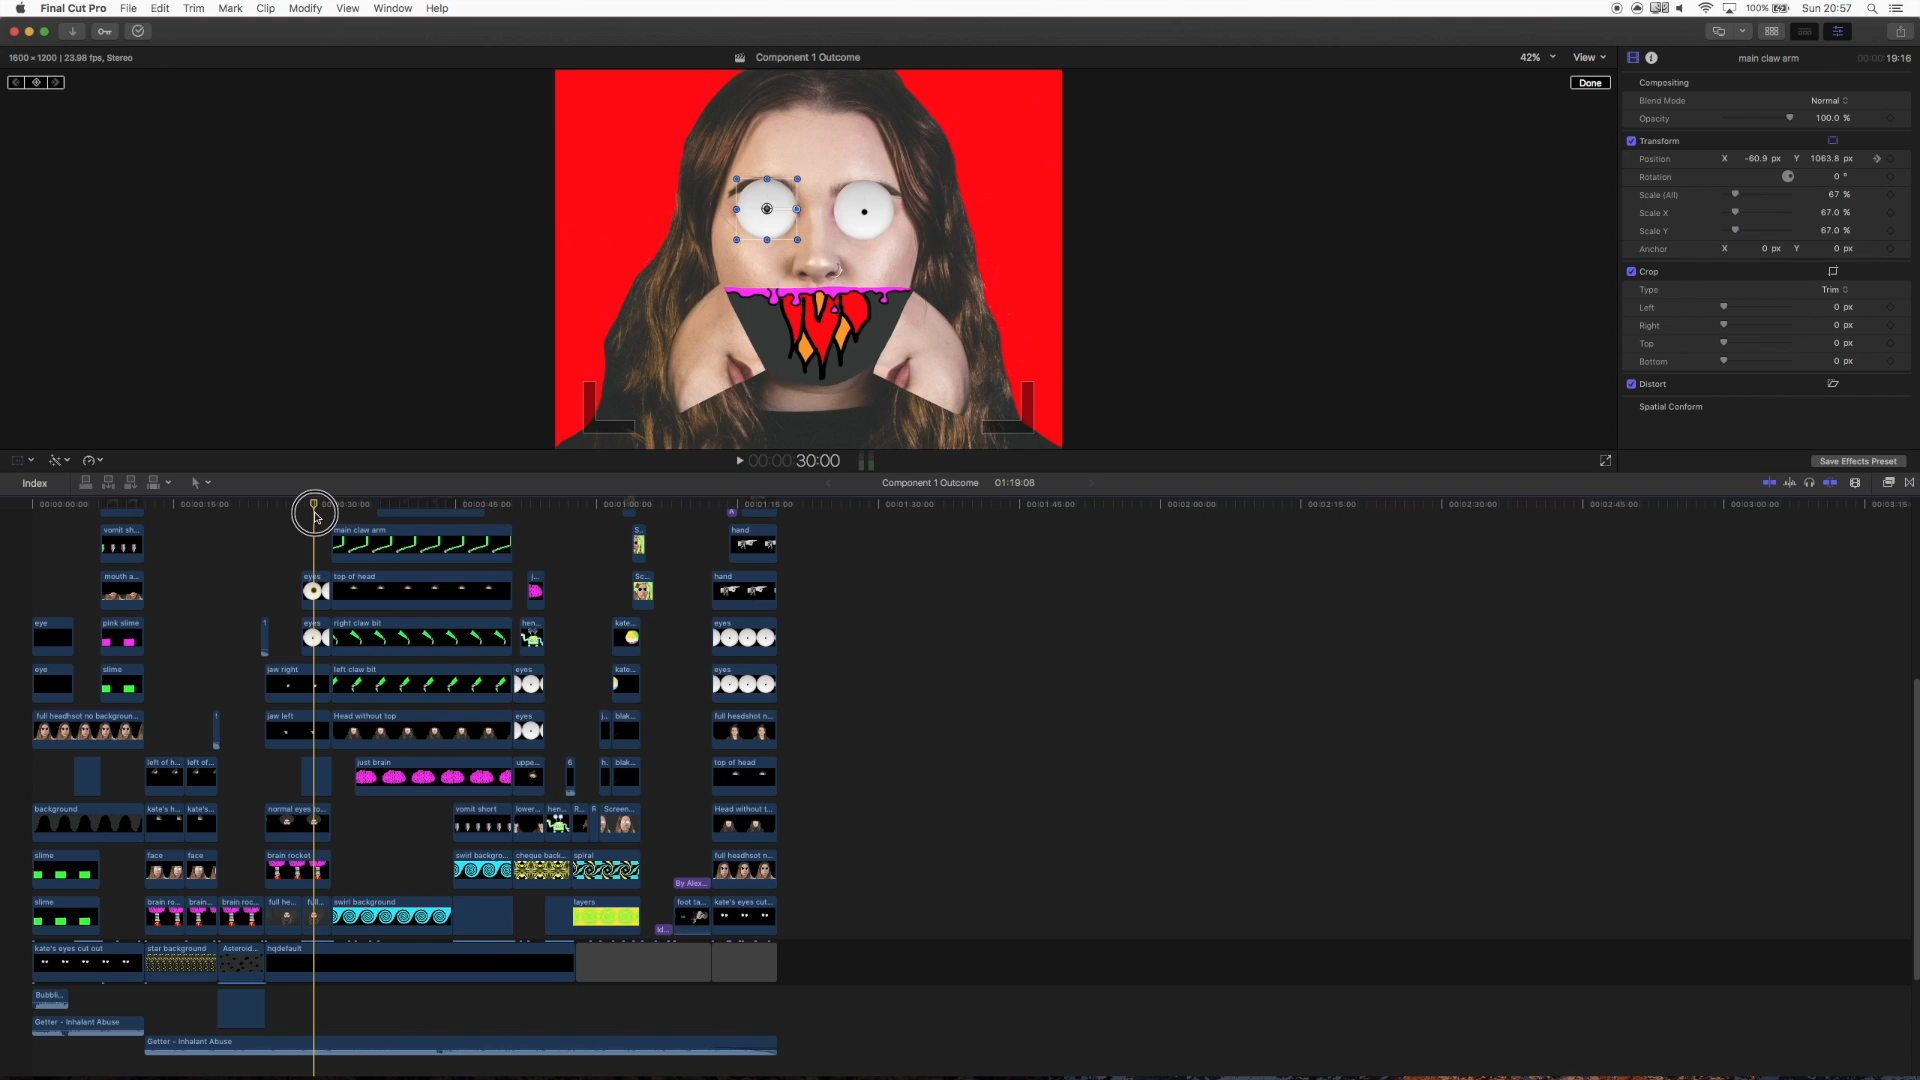 Final Cut Pro File Edit Trim Mark Clip Modify View Window Help
100% Sun 20:57
1600 × 1200 | 23.98 fps, Stereo
Component 1 Outcome
42% View
main claw arm 19:16
Done
Compositing
Blend Mode Normal
Opacity 100.0 %
Transform
Position X -60.9 px Y 1063.8 px
Rotation 0 °
Scale (All) 67 %
Scale X 67.0 %
Scale Y 67.0 %
Anchor X 0 px Y 0 px
Crop
Type Trim
Left 0 px
Right 0 px
Top 0 px
Bottom 0 px
Distort
Spatial Conform
00:00:30:00
Save Effects Preset
Index
Component 1 Outcome 01:19:08
00:00:00:00 00:00:15:00 00:00:30:00 00:00:45:00 00:01:00:00 00:01:15:00 00:01:30:00 00:01:45:00 00:02:00:00 00:02:15:00 00:02:30:00 00:02:45:00 00:03:00:00 00:03:15:
vomit sh... main claw arm S.. hand
mouth a... eyes top of head j... Sc... hand
eye pink slime eyes right claw bit hen... kate... eyes
eye slime jaw right left claw bit eyes kate... eyes
full headhsot no backgroun... jaw left Head without top eyes j.. blak... full headshot n...
left of h... left of... just brain uppe... 6 h. blak... top of head
background kate's h... kate's... normal eyes to... vomit short lower... hen... R... R Screen... Head without t...
slime face face brain rocket swirl backgro... cheque back... spiral full headhsot n...
By Alex...
slime brain ro... brain... brain roc... full he... full... swirl background layers foot ta... kate's eyes cut...
Id...
kate's eyes cut out star background Asteroid... hqdefault
Bubbli...
Getter - Inhalant Abuse
Getter - Inhalant Abuse